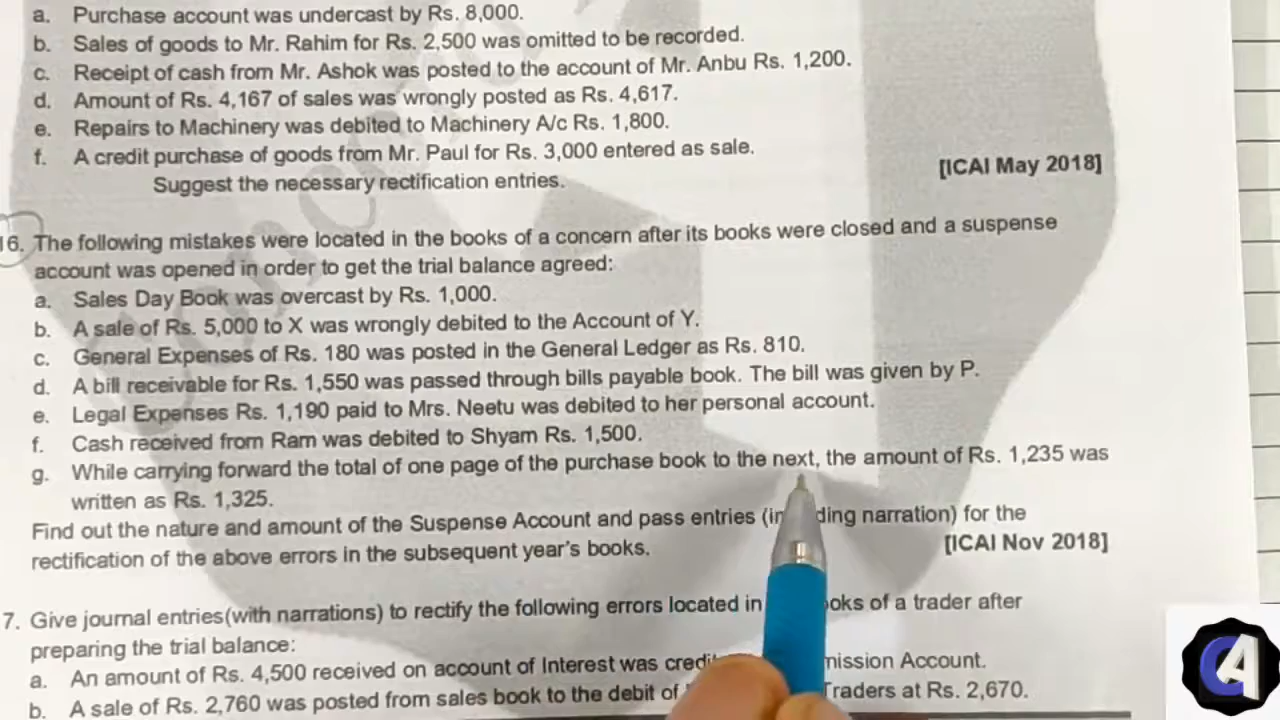 a. Purchase account was undercast by Rs. 8,000.
b. Sales of goods to Mr. Rahim for Rs. 2,500 was omitted to be recorded.
c. Receipt of cash from Mr. Ashok was posted to the account of Mr. Anbu Rs. 1,200.
d. Amount of Rs. 4,167 of sales was wrongly posted as Rs. 4,617.
e. Repairs to Machinery was debited to Machinery A/c Rs. 1,800.
f. A credit purchase of goods from Mr. Paul for Rs. 3,000 entered as sale.
Suggest the necessary rectification entries. [ICAI May 2018]
16. The following mistakes were located in the books of a concern after its books were closed and a suspense
account was opened in order to get the trial balance agreed:
a. Sales Day Book was overcast by Rs. 1,000.
b. A sale of Rs. 5,000 to X was wrongly debited to the Account of Y.
c. General Expenses of Rs. 180 was posted in the General Ledger as Rs. 810.
d. A bill receivable for Rs. 1,550 was passed through bills payable book. The bill was given by P.
e. Legal Expenses Rs. 1,190 paid to Mrs. Neetu was debited to her personal account.
f. Cash received from Ram was debited to Shyam Rs. 1,500.
g. While carrying forward the total of one page of the purchase book to the next, the amount of Rs. 1,235 was
written as Rs. 1,325.
Find out the nature and amount of the Suspense Account and pass entries ding narration) for the
rectification of the above errors in the subsequent year's books. [ICAI Nov 2018]
7. Give journal entries(with narrations) to rectify the following errors located in oks of a trader after
preparing the trial balance:
a. An amount of Rs. 4,500 received on account of Interest was credi mission Account.
b. A sale of Rs. 2,760 was posted from sales book to the debit of Traders at Rs. 2,670.
CA